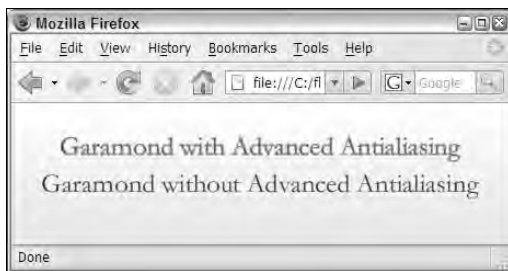 Mozilla Firefox
File Edit View History Bookmarks Tools Help
file:///C:/fl G Google
Garamond with Advanced Antialiasing
Garamond without Advanced Antialiasing
Done